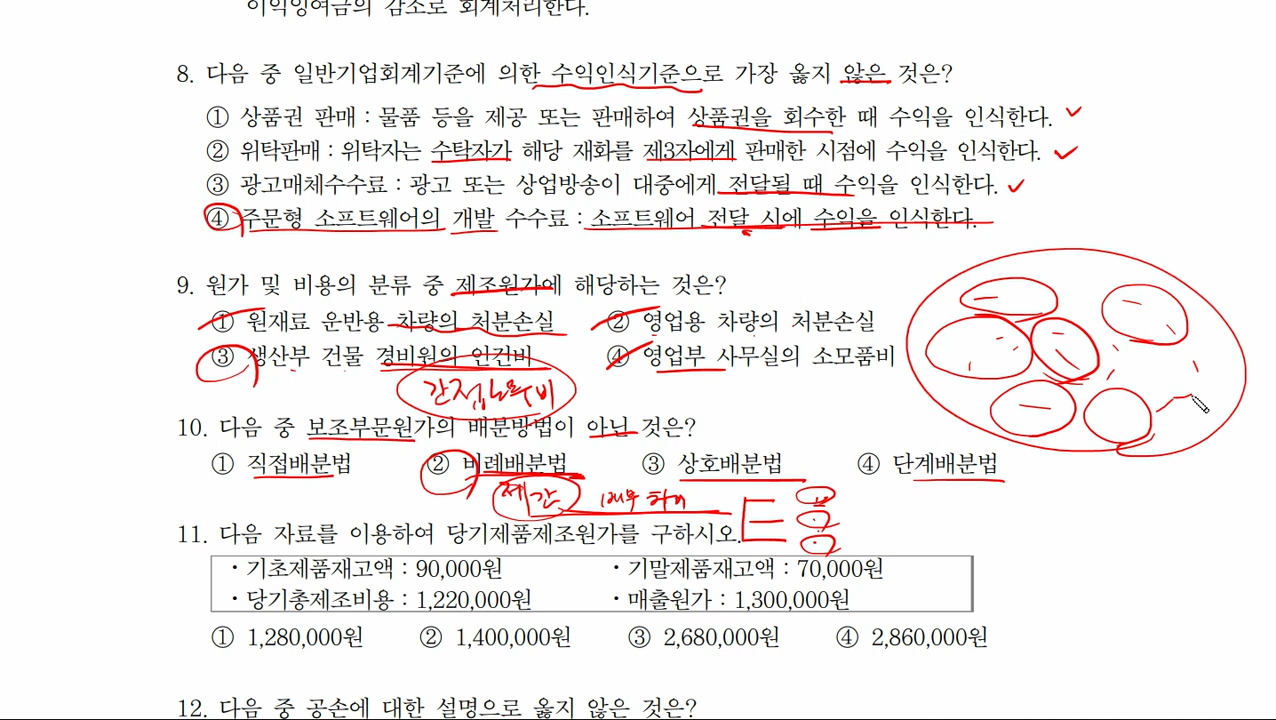 이익잉여금의 감소로 회계처리한다.
8. 다음 중 일반기업회계기준에 의한 수익인식기준으로 가장 옳지 않은 것은?
① 상품권 판매 : 물품 등을 제공 또는 판매하여 상품권을 회수한 때 수익을 인식한다.
② 위탁판매 : 위탁자는 수탁자가 해당 재화를 제3자에게 판매한 시점에 수익을 인식한다.
③ 광고매체수수료 : 광고 또는 상업방송이 대중에게 전달될 때 수익을 인식한다.
④ 주문형 소프트웨어의 개발 수수료 : 소프트웨어 전달 시에 수익을 인식한다.
9. 원가 및 비용의 분류 중 제조원가에 해당하는 것은?
① 원재료 운반용 차량의 처분손실 ② 영업용 차량의 처분손실
③ 생산부 건물 경비원의 인건비 ④ 영업부 사무실의 소모품비
간접노무비
10. 다음 중 보조부문원가의 배분방법이 아닌 것은?
① 직접배분법 ② 비례배분법 ③ 상호배분법 ④ 단계배분법
11. 다음 자료를 이용하여 당기제품제조원가를 구하시오.
・기초제품재고액 : 90,000원 ・기말제품재고액 : 70,000원
・당기총제조비용 : 1,220,000원 ・매출원가 : 1,300,000원
① 1,280,000원 ② 1,400,000원 ③ 2,680,000원 ④ 2,860,000원
12. 다음 중 공손에 대한 설명으로 옳지 않은 것은?